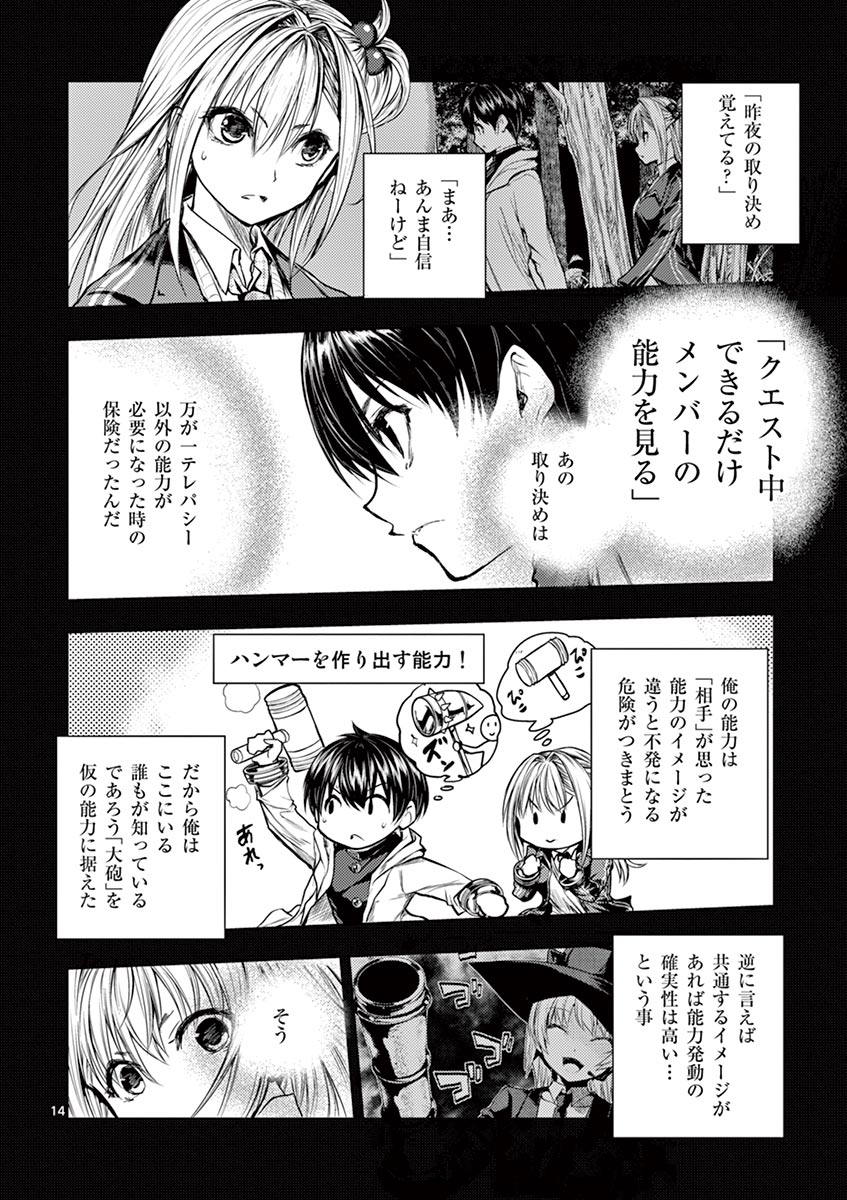 「昨夜の取り決め
覚えてる？」
「まあ…
あんま自信
ねーけど」
「クエスト中
できるだけ
メンバーの
能力を見る」
あの
取り決めは
万が一テレパシー
以外の能力が
必要になった時の
保険だったんだ
俺の能力は
「相手」が思った
能力のイメージが
違うと不発になる
危険がつきまとう
ハンマーを作り出す能力！
ぴこ
ぴこ
ズーン
あれっ
だから俺は
ここにいる
誰もが知っている
であろう「大砲」を
仮の能力に据えた
逆に言えば
共通するイメージが
あれば能力発動の
確実性は高い…
という事
ゴゴゴゴ
そう
14